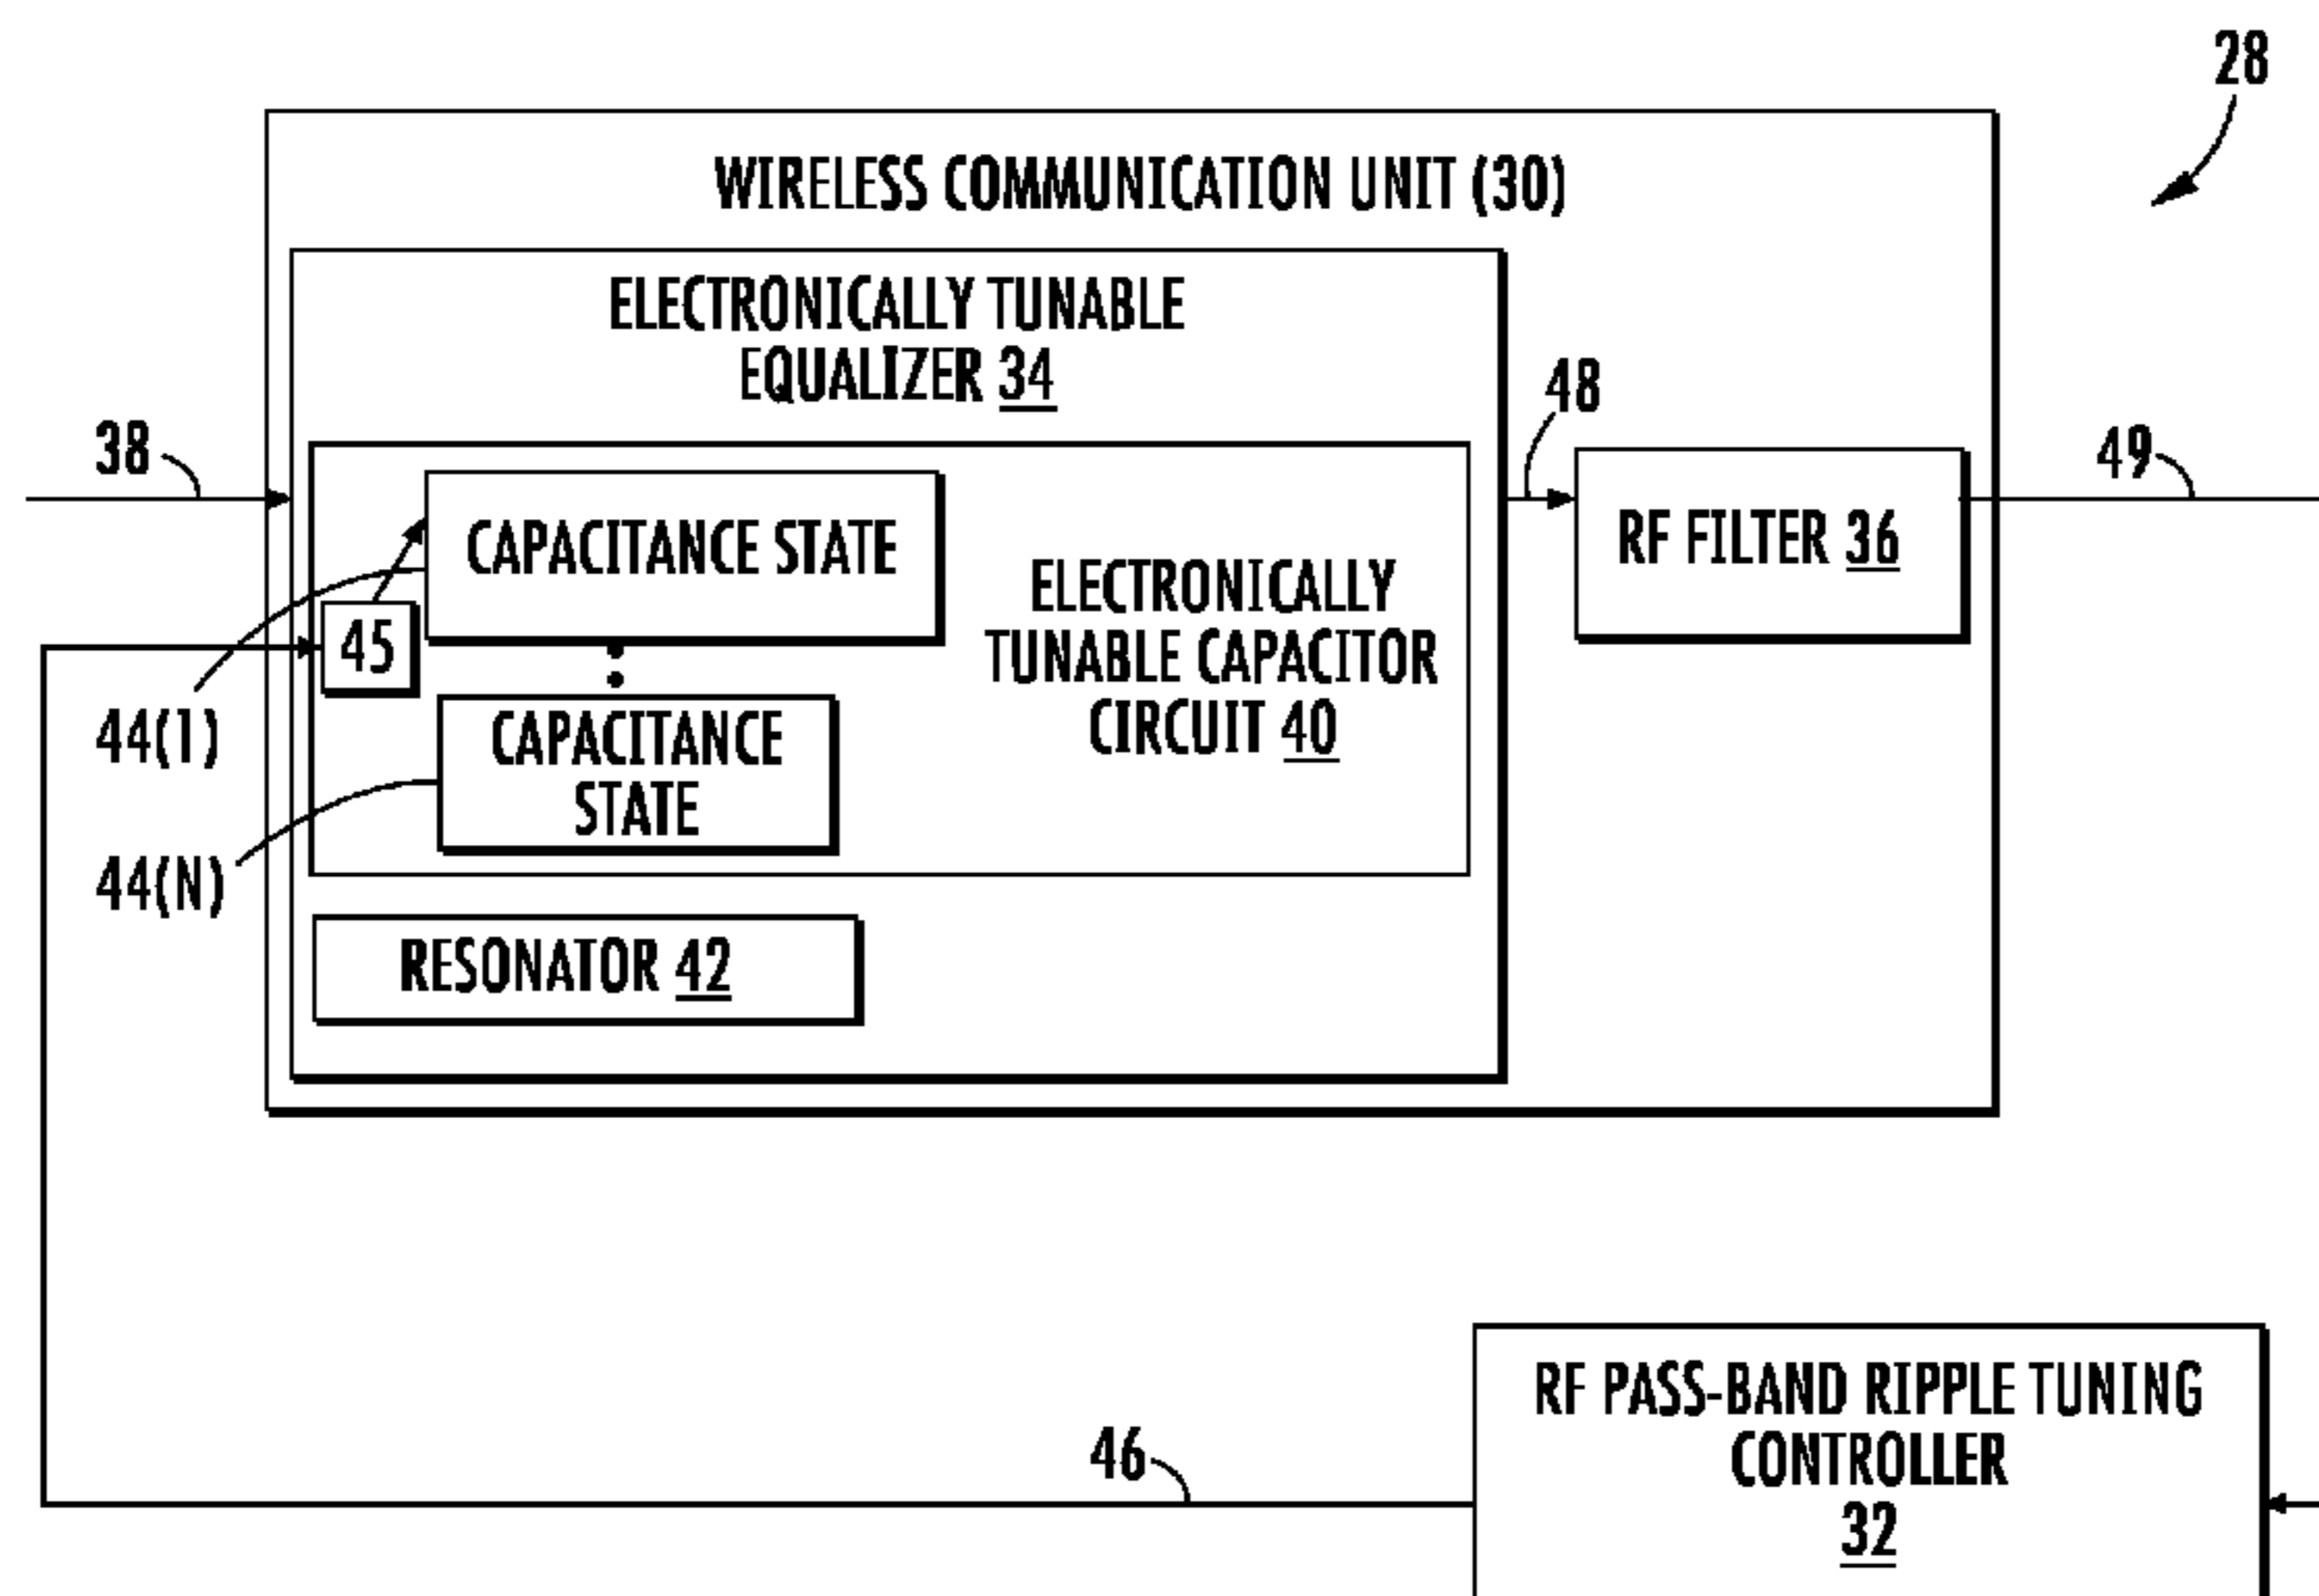 28
WIRELESS COMMUNICATION UNIT (30)
ELECTRONICALLY TUNABLE
EQUALIZER 34
48
38
49
CAPACITANCE STATE
RF FILTER 36
ELECTRONICALLY
TUNABLE CAPACITOR
CIRCUIT 40
45
44(1)
CAPACITANCE
STATE
44(N)
RESONATOR 42
RF PASS-BAND RIPPLE TUNING
CONTROLLER
32
46